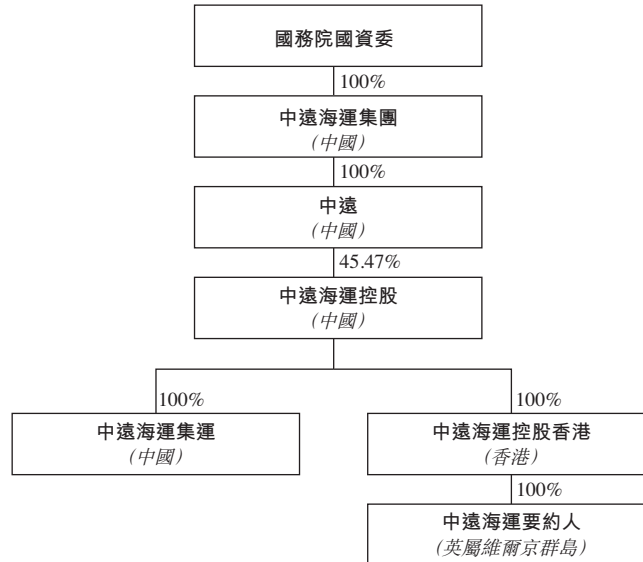 國務院國資委
100%
中遠海運集團
(中國)
100%
中遠
(中國)
45.47%
中遠海運控股
(中國)
100%
100%
中遠海運集運
(中國)
中遠海運控股香港
(香港)
100%
中遠海運要約人
(英屬維爾京群島)